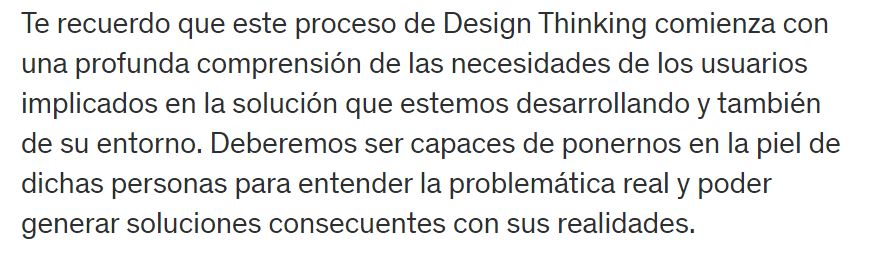 Te recuerdo que este proceso de Design Thinking comienza con
una profunda comprensión de las necesidades de los usuarios
implicados en la solución que estemos desarrollando y también
de su entorno. Deberemos ser capaces de ponernos en la piel de
dichas personas para entender la problemática real y poder
generar soluciones consecuentes con sus realidades.